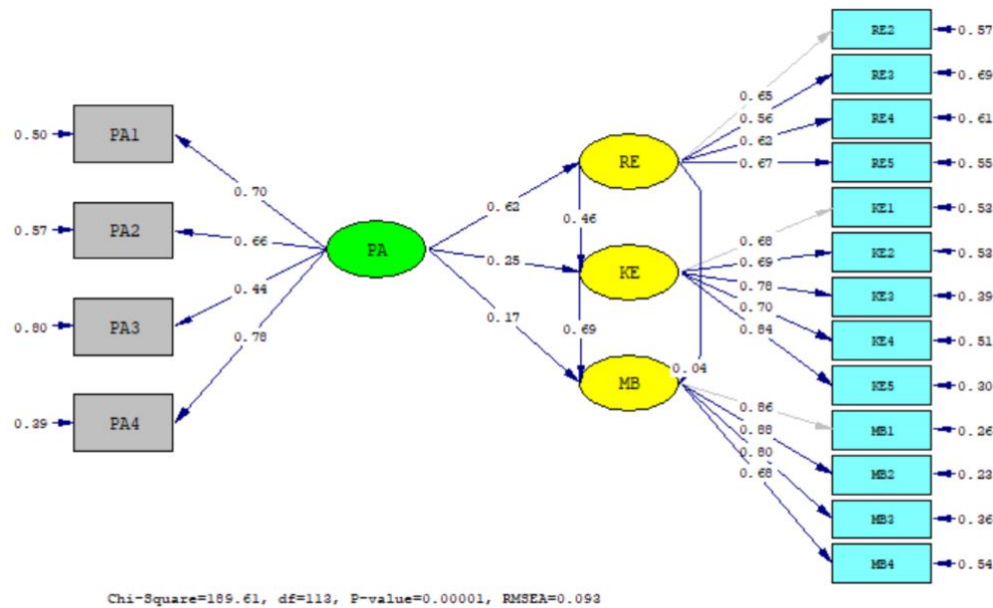 0.50 PA1
0.57 PA2
0.80 PA3
0.39 PA4
0.70
0.66
0.44
0.78
PA
0.62
0.25
0.17
RE
0.46
KE
0.69
MB
0.04
0.65
0.56
0.62
0.67
0.68
0.69
0.78
0.70
0.84
0.86
0.88
0.80
0.68
RE2 0.57
RE3 0.69
RE4 0.61
RE5 0.55
KE1 0.53
KE2 0.53
KE3 0.39
KE4 0.51
KE5 0.30
MB1 0.26
MB2 0.23
MB3 0.36
MB4 0.54
Chi-Square=189.61, df=113, P-value=0.00001, RMSEA=0.093